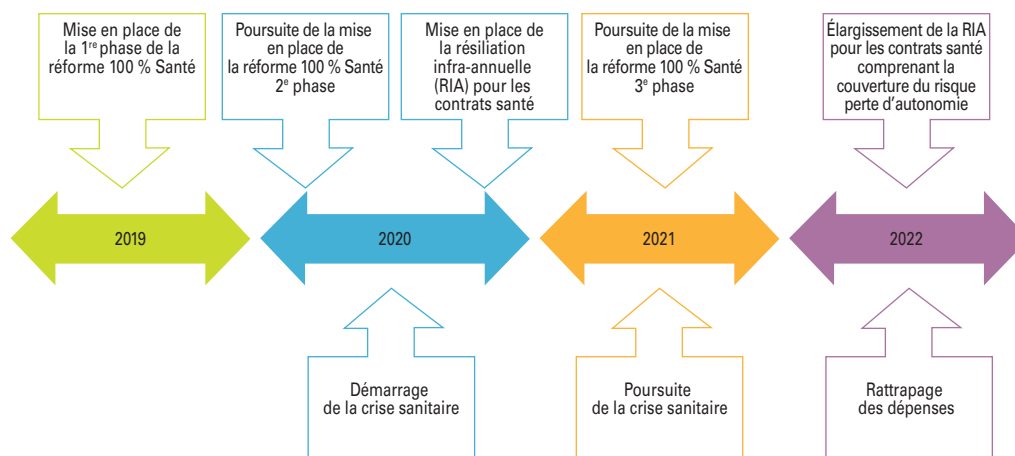 Mise en place de
la 1re phase de la
réforme 100 % Santé
Poursuite de la mise
en place de
la réforme 100 % Santé
2e phase
Mise en place de
la résiliation
infra-annuelle
(RIA) pour les
contrats santé
Poursuite de la mise
en place de
la réforme 100 % Santé
3e phase
Élargissement de la RIA
pour les contrats santé
comprenant la
couverture du risque
perte d'autonomie
2019
2020
2021
2022
Démarrage
de la crise sanitaire
Poursuite
de la crise sanitaire
Rattrapage
des dépenses